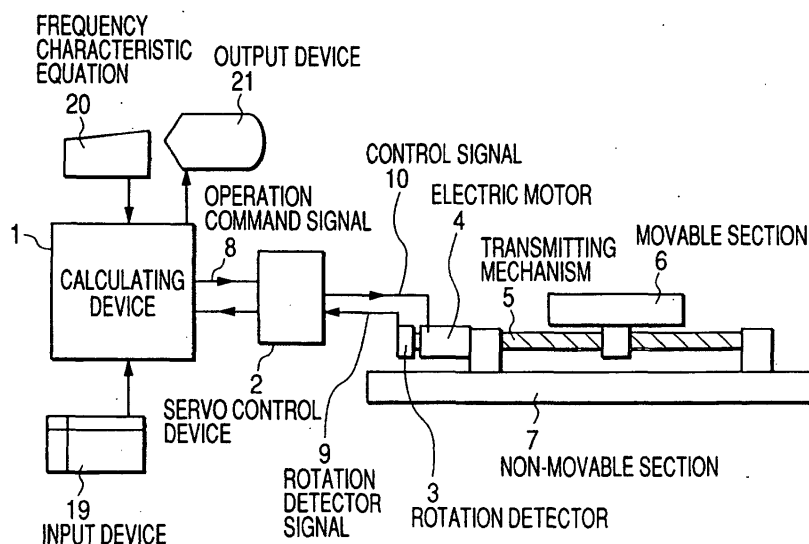 FREQUENCY
CHARACTERISTIC
EQUATION
20
OUTPUT DEVICE
21
CONTROL SIGNAL
10
ELECTRIC MOTOR
4
OPERATION
COMMAND SIGNAL
8
1
CALCULATING
DEVICE
TRANSMITTING
MECHANISM
5
MOVABLE SECTION
6
2
SERVO CONTROL
DEVICE
9
ROTATION
DETECTOR
SIGNAL
3
ROTATION DETECTOR
7
NON-MOVABLE SECTION
19
INPUT DEVICE